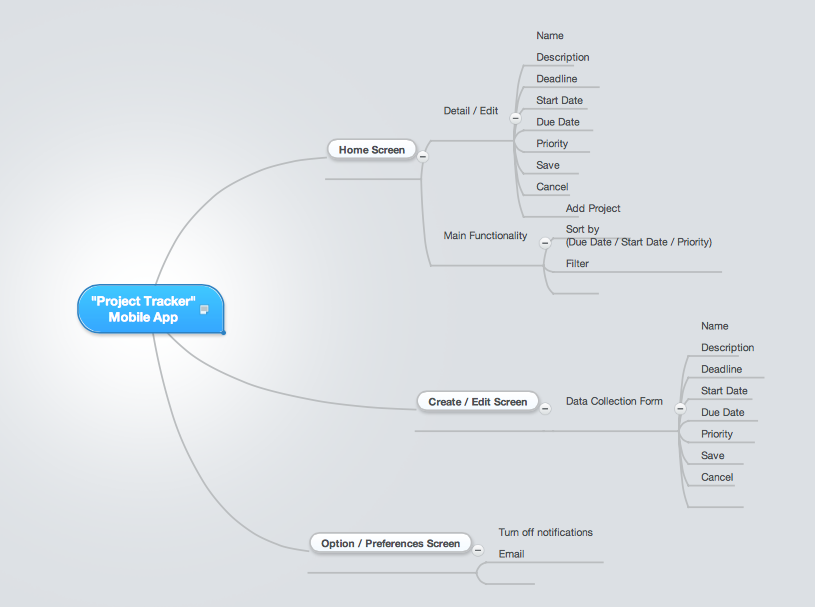 "Project Tracker"
Mobile App
Home Screen
Detail / Edit
Name
Description
Deadline
Start Date
Due Date
Priority
Save
Cancel
Main Functionality
Add Project
Sort by
(Due Date / Start Date / Priority)
Filter
Create / Edit Screen
Data Collection Form
Name
Description
Deadline
Start Date
Due Date
Priority
Save
Cancel
Option / Preferences Screen
Turn off notifications
Email